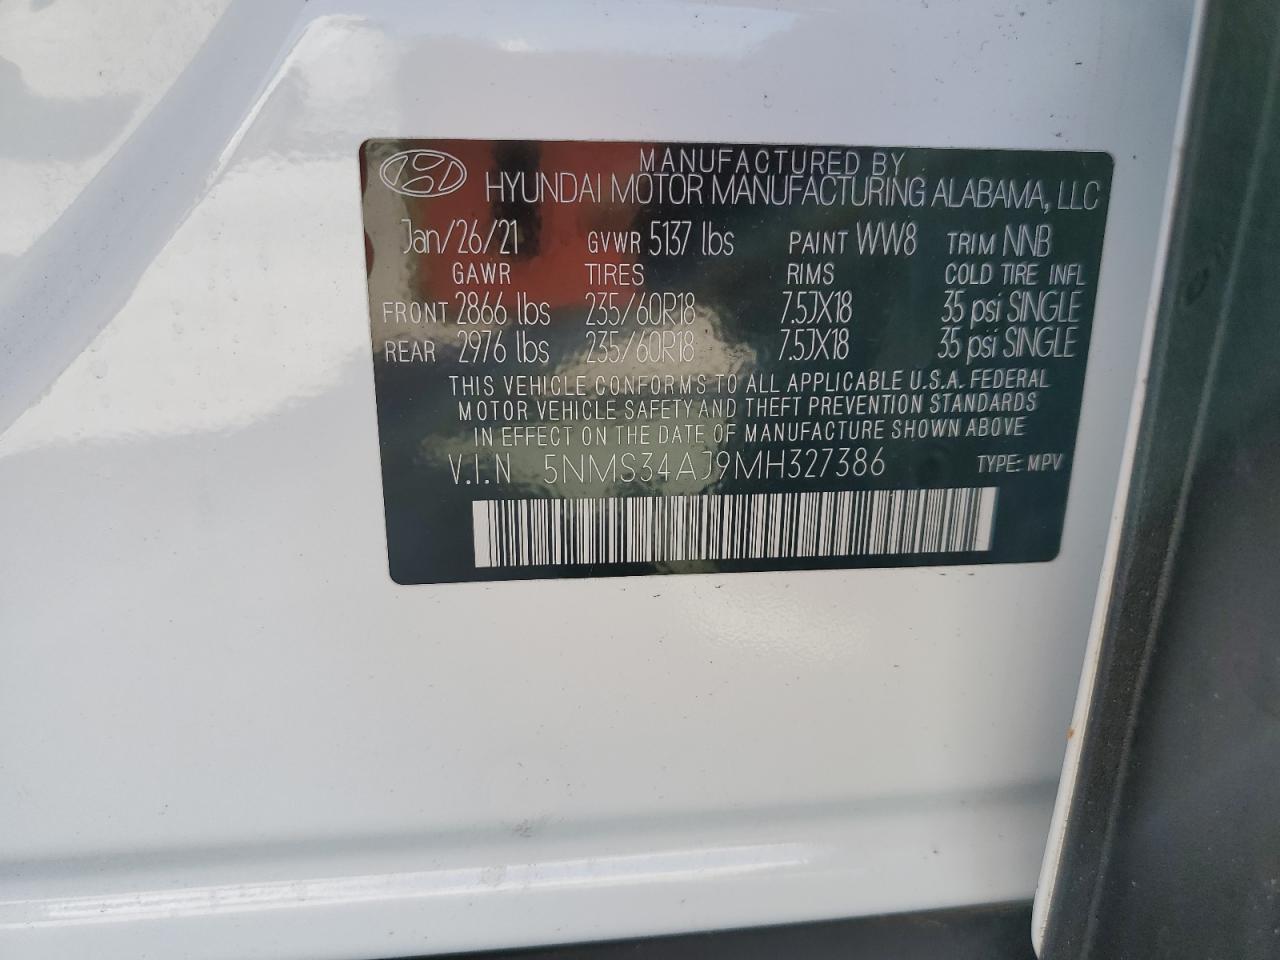 MANUFACTURED BY
HYUNDAI MOTOR MANUFACTURING ALABAMA, LLC
Jan/26/21 GVWR 5137 lbs PAINT WW8 TRIM NNB
GAWR TIRES RIMS COLD TIRE INFL
FRONT 2866 lbs 235/60R18 7.5JX18 35 psi SINGLE
REAR 2976 lbs 235/60R18 7.5JX18 35 psi SINGLE
THIS VEHICLE CONFORMS TO ALL APPLICABLE U.S.A. FEDERAL
MOTOR VEHICLE SAFETY AND THEFT PREVENTION STANDARDS
IN EFFECT ON THE DATE OF MANUFACTURE SHOWN ABOVE
V.I.N 5NMS34AJ9MH327386 TYPE: MPV